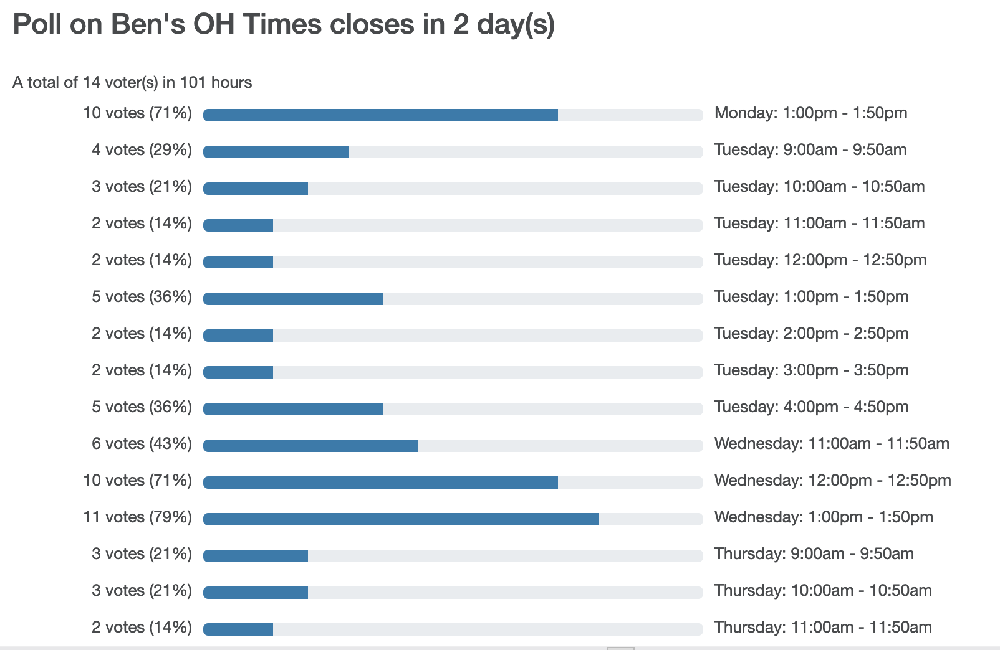 Poll on Ben's OH Times closes in 2 day(s)
A total of 14 voter(s) in 101 hours
10 votes (71%) Monday: 1:00pm - 1:50pm
4 votes (29%) Tuesday: 9:00am - 9:50am
3 votes (21%) Tuesday: 10:00am - 10:50am
2 votes (14%) Tuesday: 11:00am - 11:50am
2 votes (14%) Tuesday: 12:00pm - 12:50pm
5 votes (36%) Tuesday: 1:00pm - 1:50pm
2 votes (14%) Tuesday: 2:00pm - 2:50pm
2 votes (14%) Tuesday: 3:00pm - 3:50pm
5 votes (36%) Tuesday: 4:00pm - 4:50pm
6 votes (43%) Wednesday: 11:00am - 11:50am
10 votes (71%) Wednesday: 12:00pm - 12:50pm
11 votes (79%) Wednesday: 1:00pm - 1:50pm
3 votes (21%) Thursday: 9:00am - 9:50am
3 votes (21%) Thursday: 10:00am - 10:50am
2 votes (14%) Thursday: 11:00am - 11:50am